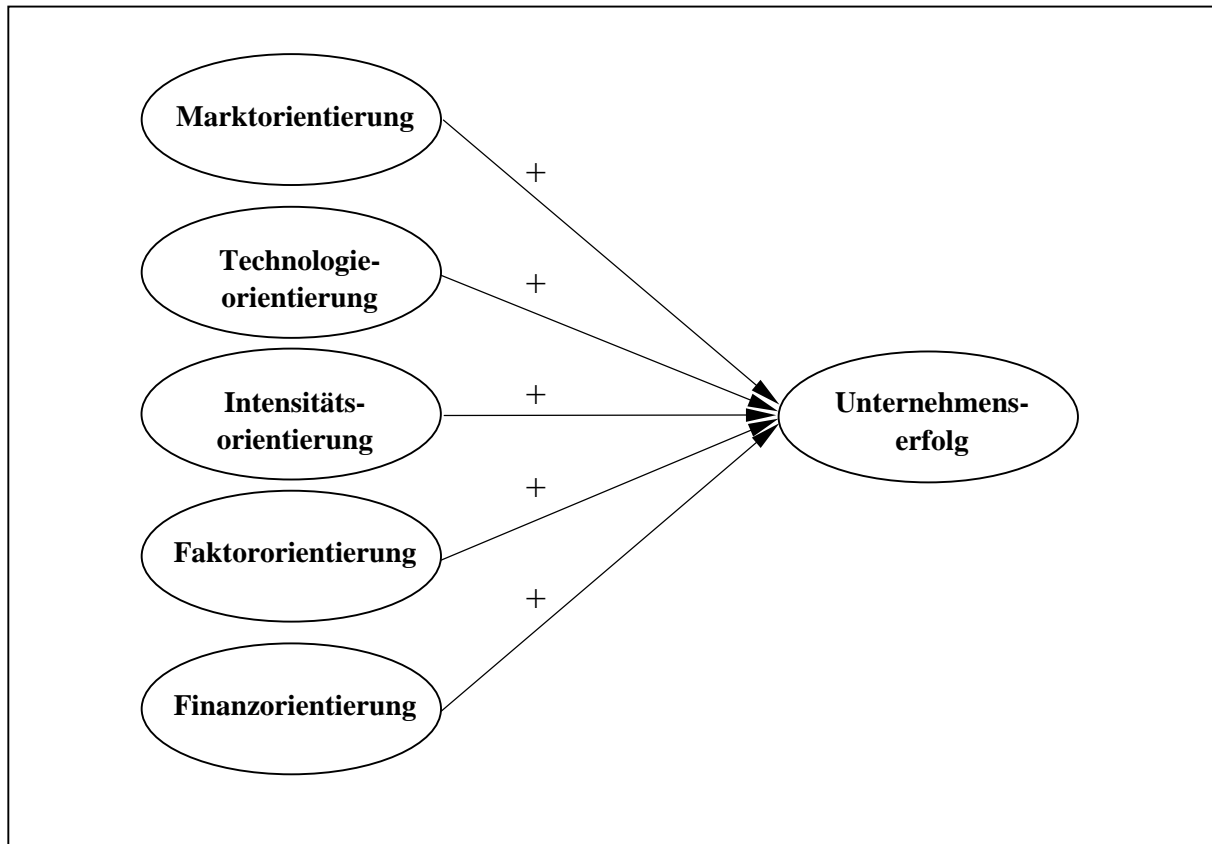 Marktorientierung
+
Technologie-
orientierung
+
Intensitäts-
orientierung
+
Unternehmens-
erfolg
+
Faktororientierung
+
Finanzorientierung